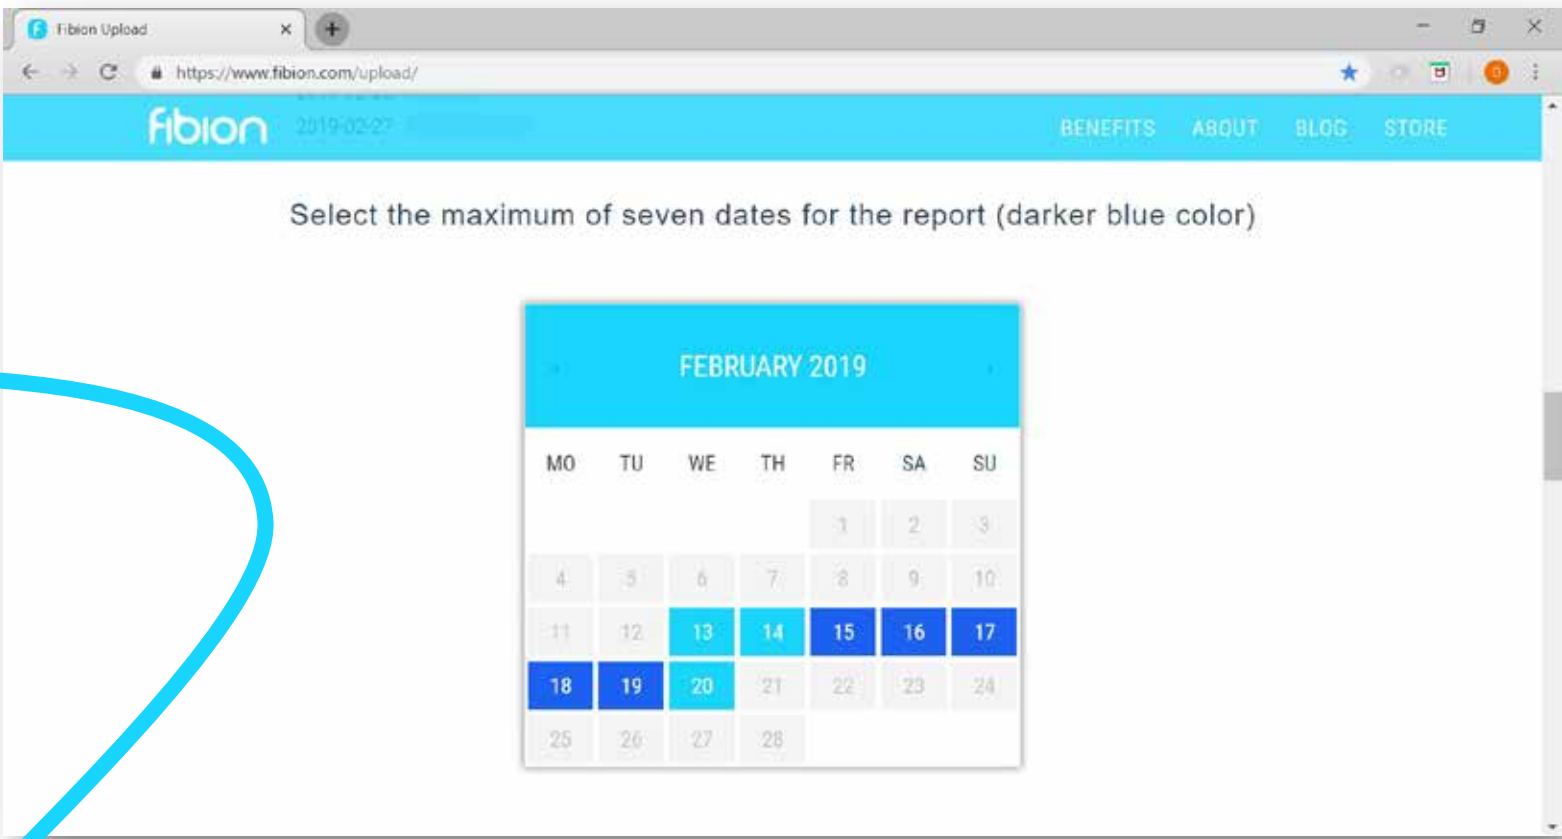 Fibion Upload
https://www.fibion.com/upload/
fibion
2019-02-27
BENEFITS ABOUT BLOG STORE
Select the maximum of seven dates for the report (darker blue color)
FEBRUARY 2019
MO TU WE TH FR SA SU
1 2 3
4 5 6 7 8 9 10
11 12 13 14 15 16 17
18 19 20 21 22 23 24
25 26 27 28